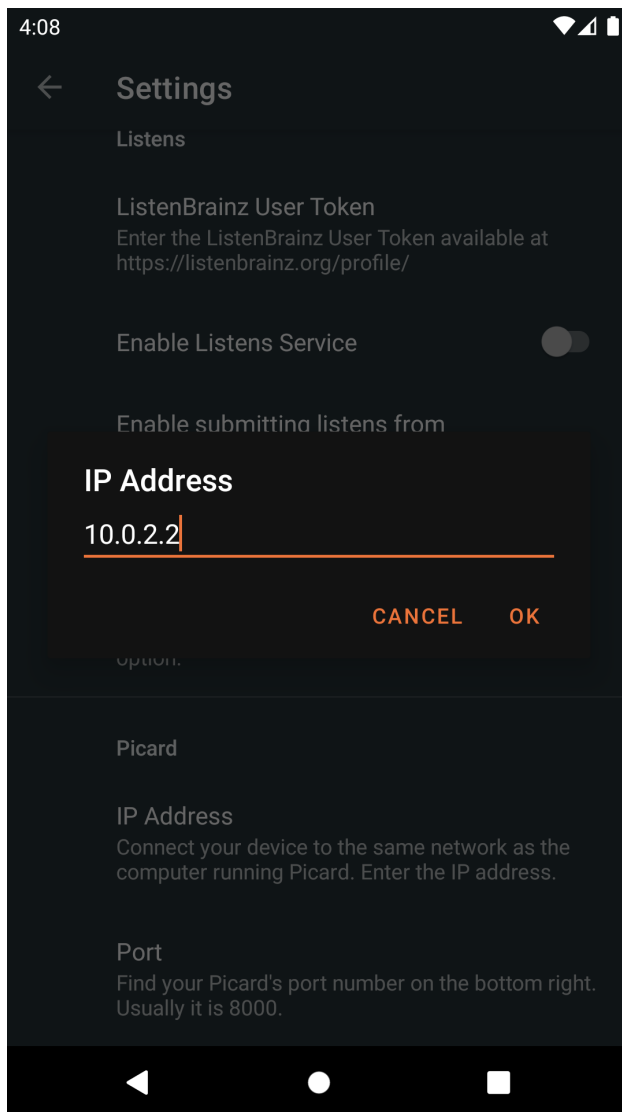 4:08
Settings
Listens
ListenBrainz User Token
Enter the ListenBrainz User Token available at
https://listenbrainz.org/profile/
Enable Listens Service
Enable submitting listens from
IP Address
10.0.2.2
CANCEL OK
option.
Picard
IP Address
Connect your device to the same network as the
computer running Picard. Enter the IP address.
Port
Find your Picard's port number on the bottom right.
Usually it is 8000.